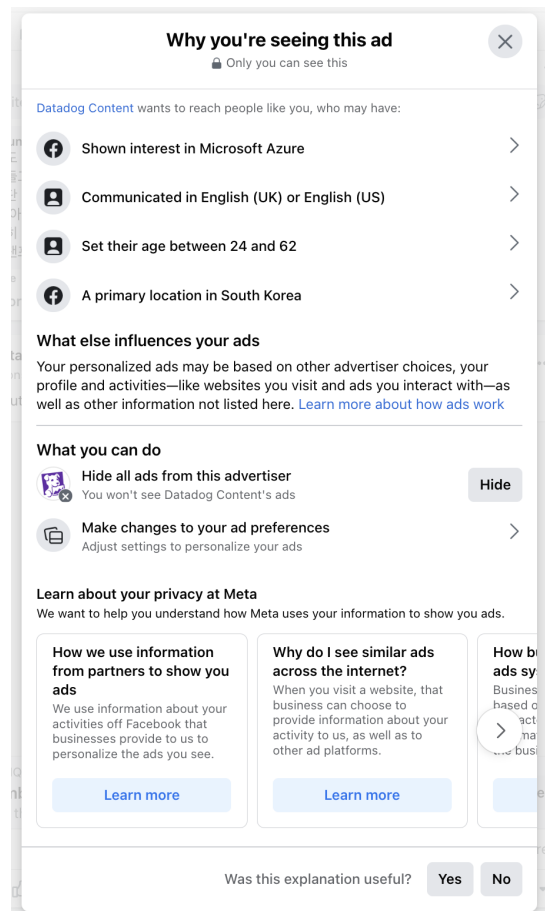 Why you're seeing this ad
Only you can see this
Datadog Content wants to reach people like you, who may have:
Shown interest in Microsoft Azure
Communicated in English (UK) or English (US)
Set their age between 24 and 62
A primary location in South Korea
What else influences your ads
Your personalized ads may be based on other advertiser choices, your
profile and activities—like websites you visit and ads you interact with—as
well as other information not listed here. Learn more about how ads work
What you can do
Hide all ads from this advertiser
You won't see Datadog Content's ads
Hide
Make changes to your ad preferences
Adjust settings to personalize your ads
Learn about your privacy at Meta
We want to help you understand how Meta uses your information to show you ads.
How we use information
from partners to show you
ads
We use information about your
activities off Facebook that
businesses provide to us to
personalize the ads you see.
Learn more
Why do I see similar ads
across the internet?
When you visit a website, that
business can choose to
provide information about your
activity to us, as well as to
other ad platforms.
Learn more
How
ads
based
Was this explanation useful?
Yes
No